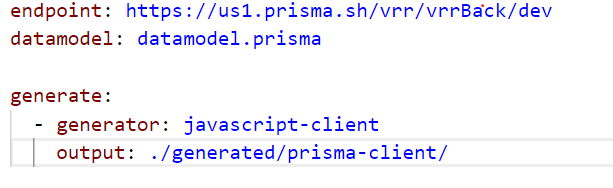 endpoint: https://us1.prisma.sh/vrr/vrrBack/dev
datamodel: datamodel.prisma
generate:
- generator: javascript-client
output: ./generated/prisma-client/